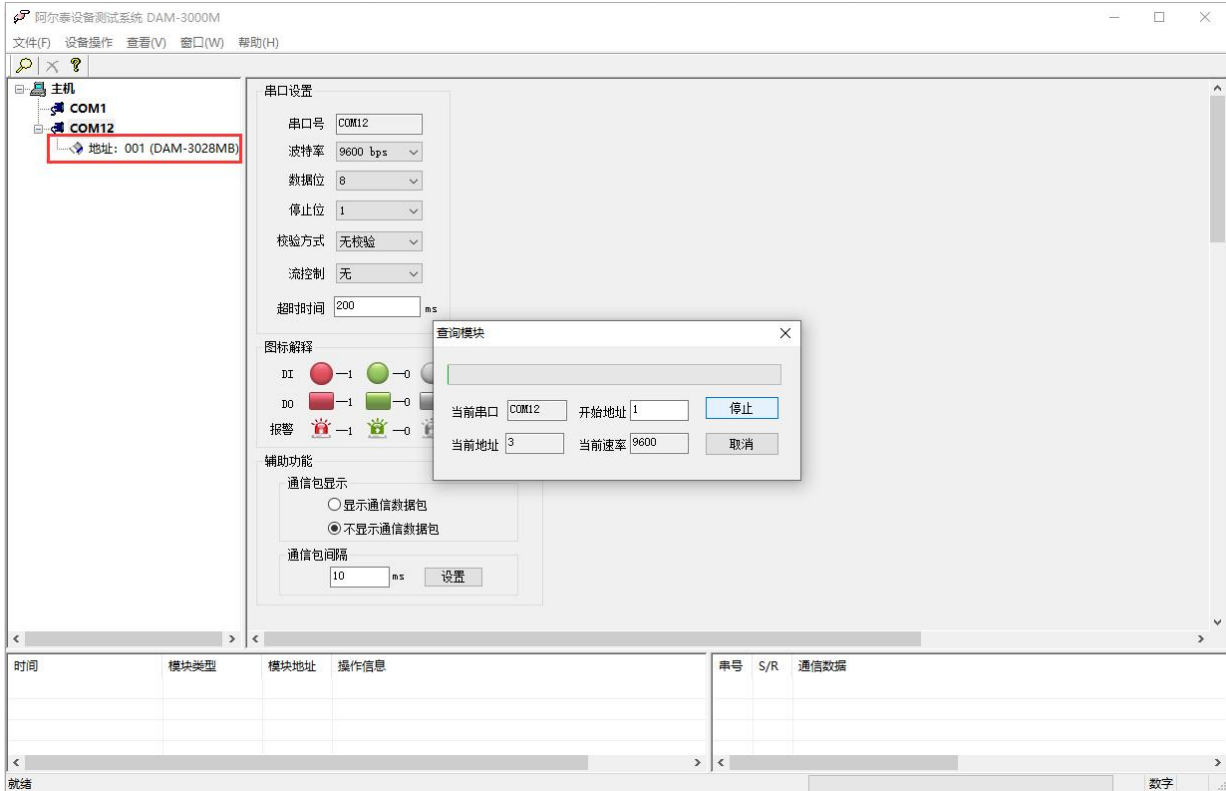 阿尔泰设备测试系统 DAM-3000M
文件(F) 设备操作 查看(V) 窗口(W) 帮助(H)
主机
COM1
COM12
地址：001 (DAM-3028MB)
串口设置
串口号 COM12
波特率 9600 bps
数据位 8
停止位 1
校验方式 无校验
流控制 无
超时时间 200 ms
图标解释
DI —1 —0
DO —1 —0
报警 —1 —0
辅助功能
通信包显示
显示通信数据包
不显示通信数据包
通信包间隔
10 ms 设置
查询模块
当前串口 COM12 开始地址 1 停止
当前地址 3 当前速率 9600 取消
时间 模块类型 模块地址 操作信息
串号 S/R 通信数据
就绪 数字